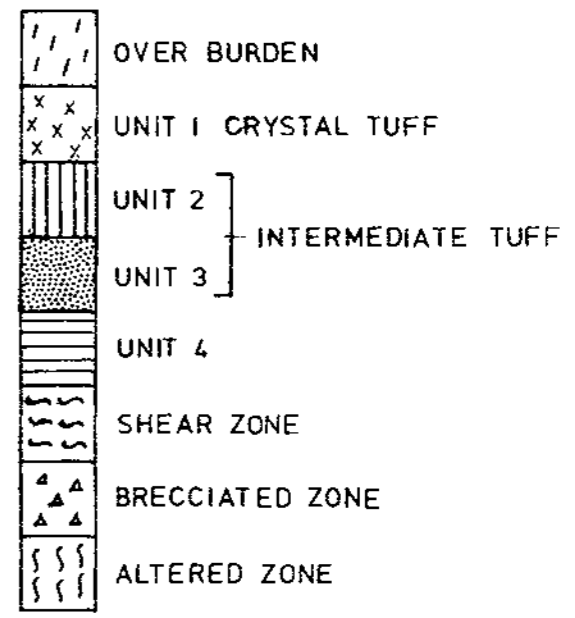 OVER BURDEN
UNIT 1 CRYSTAL TUFF
UNIT 2
INTERMEDIATE TUFF
UNIT 3
UNIT 4
SHEAR ZONE
BRECCIATED ZONE
ALTERED ZONE